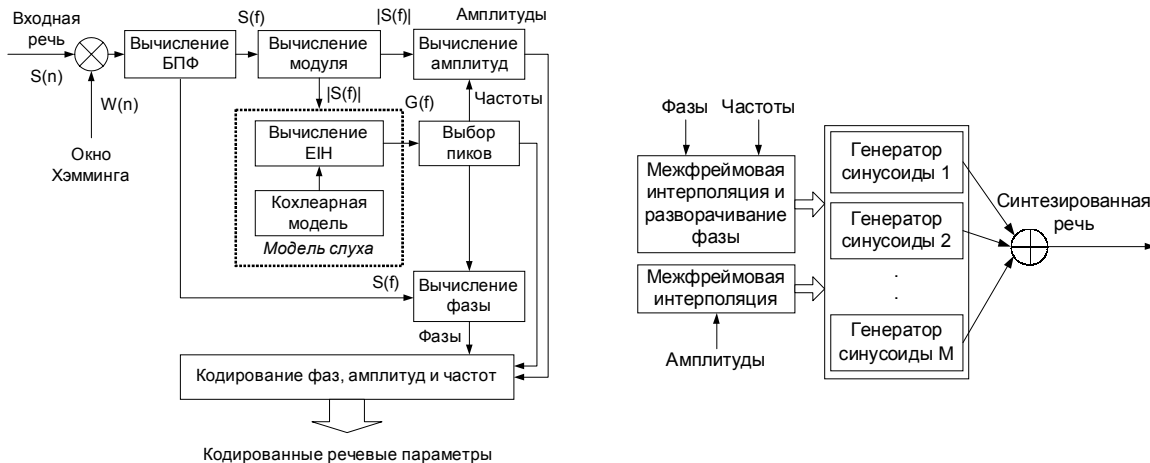 Входная
речь
S(n)
W(n)
Окно
Хэмминга
Вычисление
БПФ
S(f)
Вычисление
модуля
|S(f)|
Амплитуды
Вычисление
амплитуд
|S(f)|
G(f)
Частоты
Вычисление
EIH
Выбор
пиков
Кохлеарная
модель
Модель слуха
S(f)
Вычисление
фазы
Фазы
Кодирование фаз, амплитуд и частот
Кодированные речевые параметры
Фазы
Частоты
Межфреймовая
интерполяция и
разворачивание
фазы
Межфреймовая
интерполяция
Амплитуды
Генератор
синусоиды 1
Генератор
синусоиды 2
.
.
Генератор
синусоиды M
Синтезированная
речь